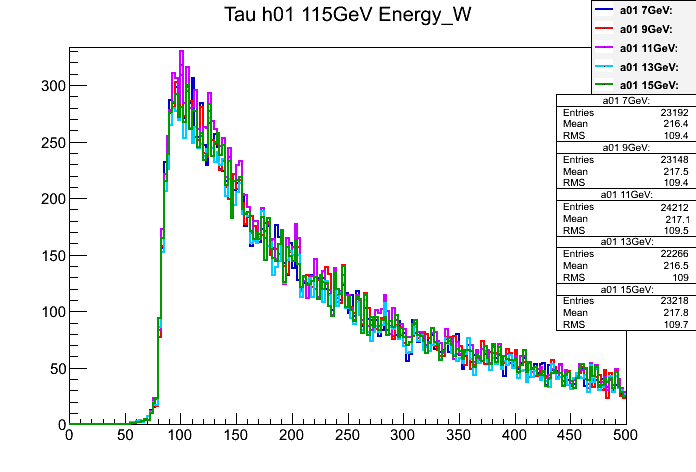 Tau h01 115GeV Energy_W
a01 7GeV:
a01 9GeV:
a01 11GeV:
a01 13GeV:
a01 15GeV:
a01 7GeV:
Entries 23192
Mean 216.4
RMS 109.4
a01 9GeV:
Entries 23148
Mean 217.5
RMS 109.4
a01 11GeV:
Entries 24212
Mean 217.1
RMS 109.5
a01 13GeV:
Entries 22266
Mean 216.5
RMS 109
a01 15GeV:
Entries 23218
Mean 217.8
RMS 109.7
300
250
200
150
100
50
0
0 50 100 150 200 250 300 350 400 450 500